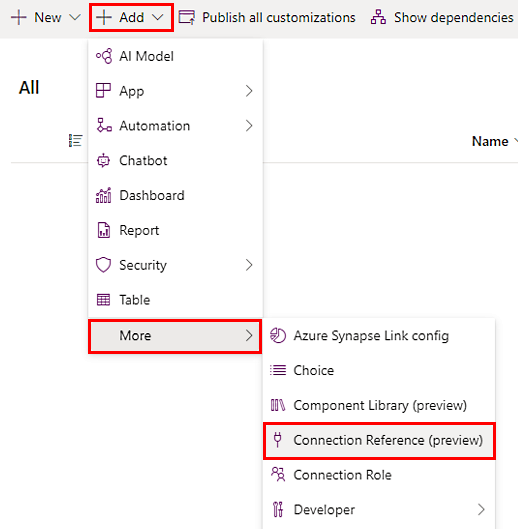 New Add Publish all customizations Show dependencies
AI Model
All
App
Automation
Name
Chatbot
Dashboard
Report
Security
Table
More
Azure Synapse Link config
Choice
Component Library (preview)
Connection Reference (preview)
Connection Role
Developer